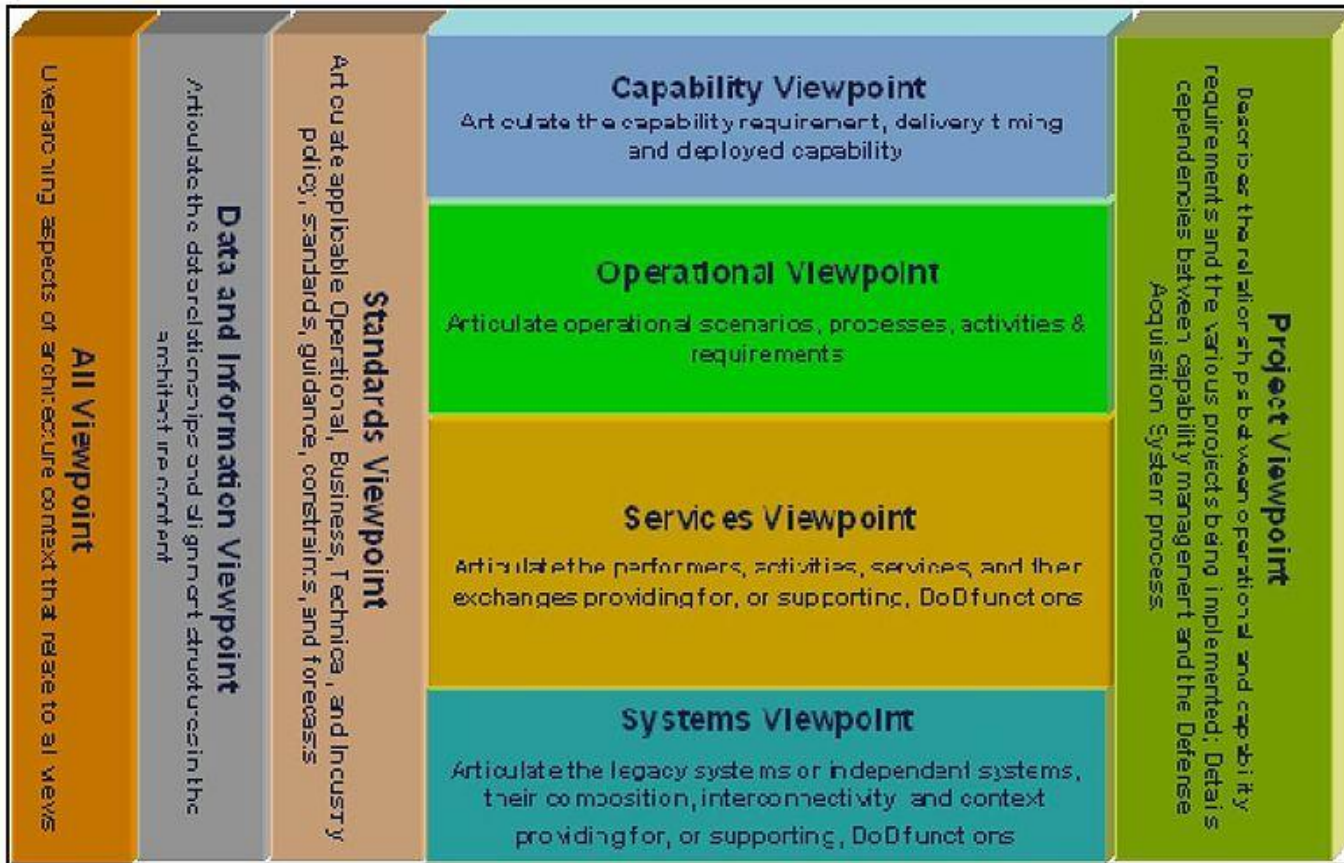 All Viewpoint
Overarching aspects of architecture context that relate to all views
Data and Information Viewpoint
Articulate the data relationships and alignment structures in the
architecture content
Standards Viewpoint
Articulate applicable Operational, Business, Technical, and Industry
policy, standards, guidance, constraints, and forecasts
Capability Viewpoint
Articulate the capability requirement, delivery timing
and deployed capability
Operational Viewpoint
Articulate operational scenarios, processes, activities &
requirements
Services Viewpoint
Articulate the performers, activities, services, and their
exchanges providing for, or supporting, DoD functions
Systems Viewpoint
Articulate the legacy systems or independent systems,
their composition, interconnectivity, and context
providing for, or supporting, DoD functions
Project Viewpoint
Describes the relationships between operational and capability
requirements and the various projects being implemented; Details
dependencies between capability management and the Defense
Acquisition System process.